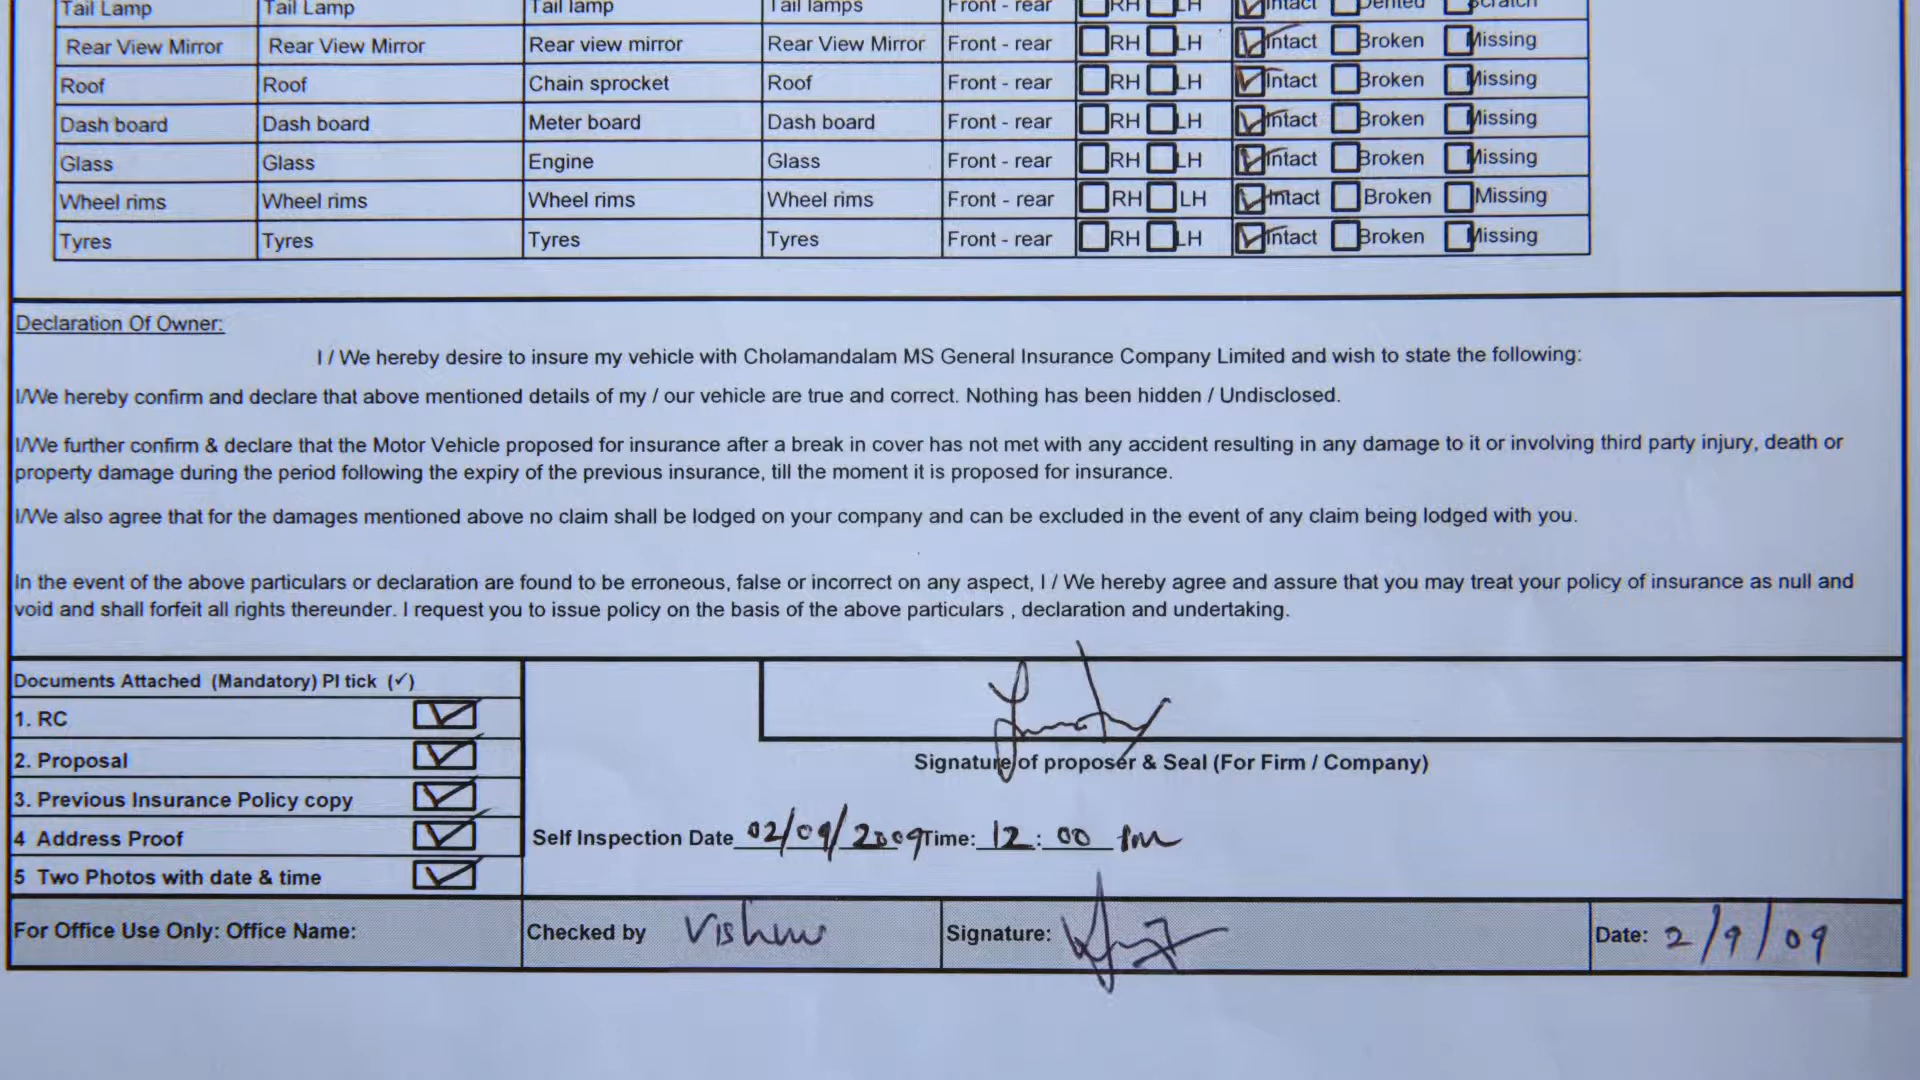 Tail Lamp Tail Lamp Tail lamp Tail lamps Front - rear RH LH Intact Dented Scratch
Rear View Mirror Rear View Mirror Rear view mirror Rear View Mirror Front - rear RH LH Intact Broken Missing
Roof Roof Chain sprocket Roof Front - rear RH LH Intact Broken Missing
Dash board Dash board Meter board Dash board Front - rear RH LH Intact Broken Missing
Glass Glass Engine Glass Front - rear RH LH Intact Broken Missing
Wheel rims Wheel rims Wheel rims Wheel rims Front - rear RH LH Intact Broken Missing
Tyres Tyres Tyres Tyres Front - rear RH LH Intact Broken Missing
Declaration Of Owner:
I / We hereby desire to insure my vehicle with Cholamandalam MS General Insurance Company Limited and wish to state the following:
I/We hereby confirm and declare that above mentioned details of my / our vehicle are true and correct. Nothing has been hidden / Undisclosed.
I/We further confirm & declare that the Motor Vehicle proposed for insurance after a break in cover has not met with any accident resulting in any damage to it or involving third party injury, death or
property damage during the period following the expiry of the previous insurance, till the moment it is proposed for insurance.
I/We also agree that for the damages mentioned above no claim shall be lodged on your company and can be excluded in the event of any claim being lodged with you.
In the event of the above particulars or declaration are found to be erroneous, false or incorrect on any aspect, I / We hereby agree and assure that you may treat your policy of insurance as null and
void and shall forfeit all rights thereunder. I request you to issue policy on the basis of the above particulars , declaration and undertaking.
Documents Attached (Mandatory) Pl tick (✓)
1. RC
2. Proposal
3. Previous Insurance Policy copy
4 Address Proof
5 Two Photos with date & time
Signature of proposer & Seal (For Firm / Company)
Self Inspection Date 02/09/2009 Time: 12:00 PM
For Office Use Only: Office Name: Checked by Signature: Date: 2/9/09